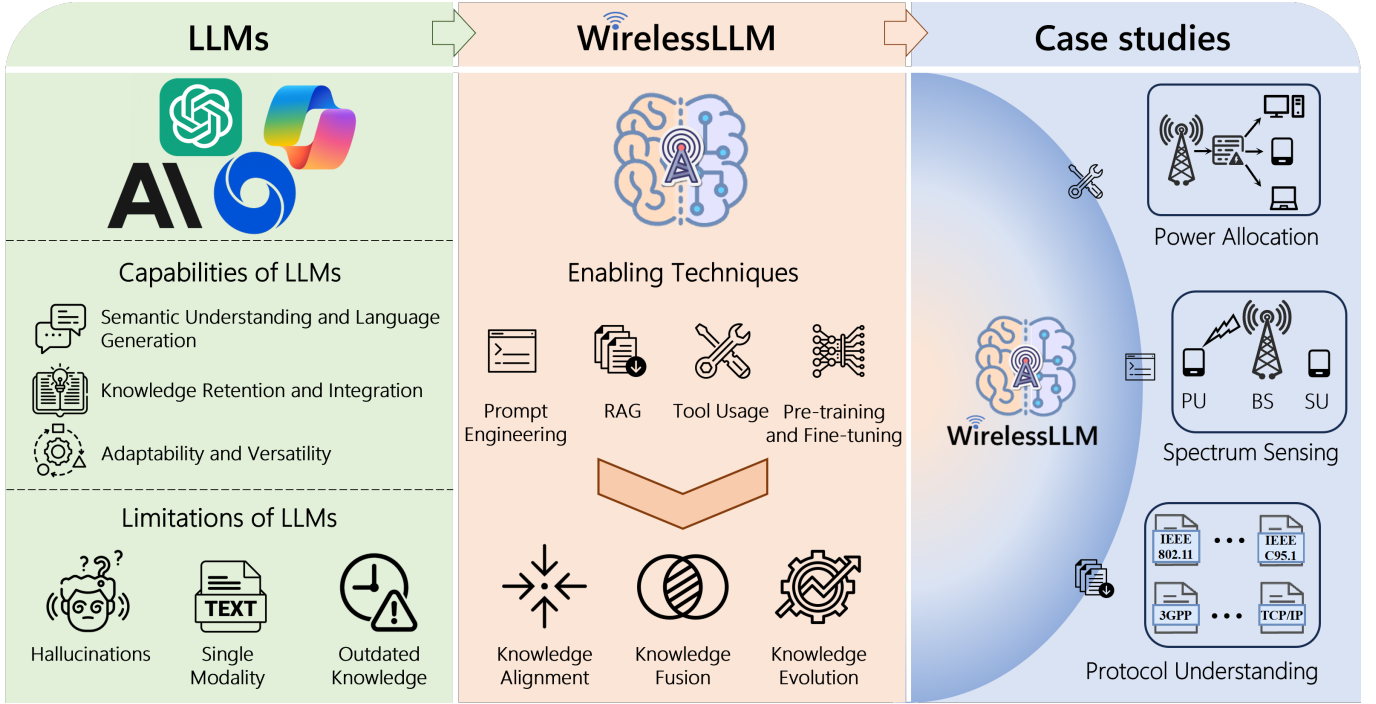 LLMs
WirelessLLM
Case studies
AI
Capabilities of LLMs
Semantic Understanding and Language
Generation
Knowledge Retention and Integration
Adaptability and Versatility
Limitations of LLMs
???
TEXT
Hallucinations
Single
Modality
Outdated
Knowledge
Enabling Techniques
Prompt
Engineering
RAG
Tool Usage
Pre-training
and Fine-tuning
Knowledge
Alignment
Knowledge
Fusion
Knowledge
Evolution
WirelessLLM
Power Allocation
PU
BS
SU
Spectrum Sensing
IEEE
802.11
...
IEEE
C95.1
3GPP
...
TCP/IP
Protocol Understanding